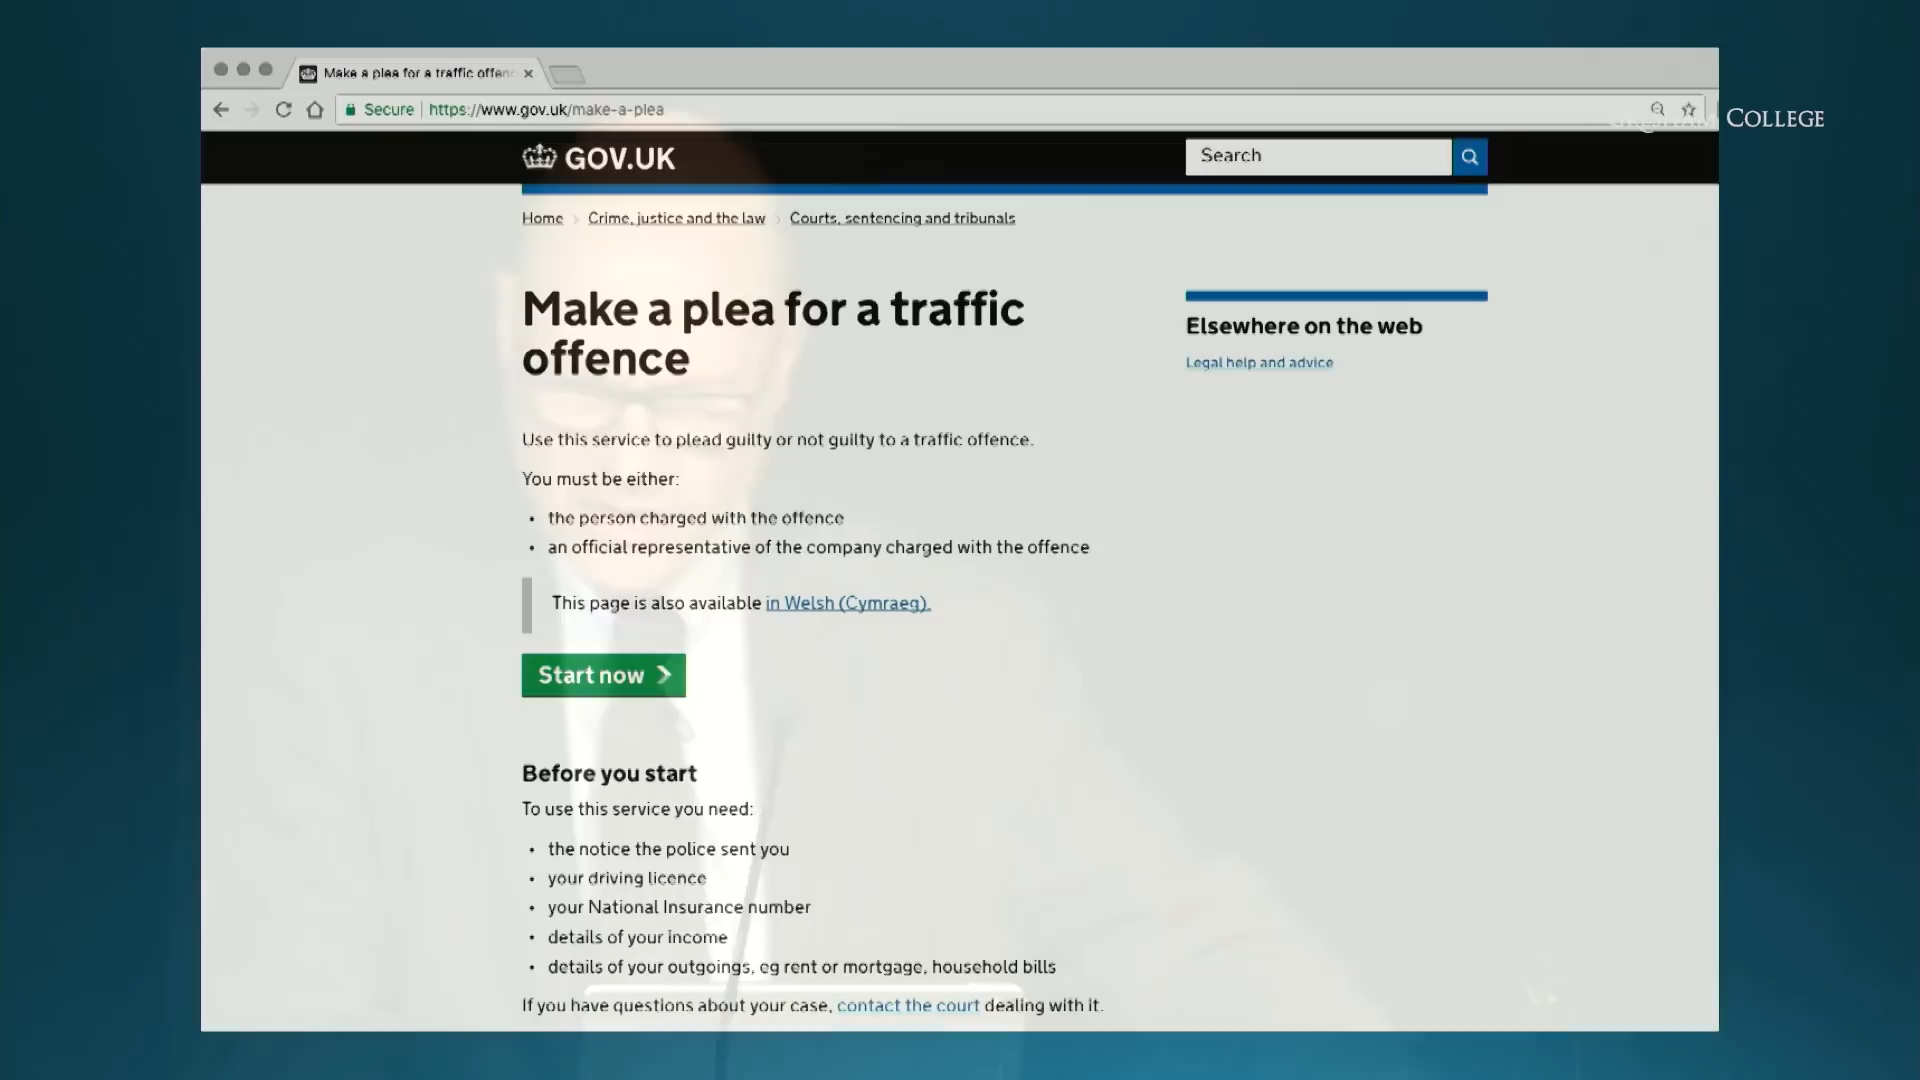 Make a plea for a traffic offenc
Secure https://www.gov.uk/make-a-plea
COLLEGE
GOV.UK
Search
Home > Crime, justice and the law > Courts, sentencing and tribunals
Make a plea for a traffic
offence
Elsewhere on the web
Legal help and advice
Use this service to plead guilty or not guilty to a traffic offence.
You must be either:
• the person charged with the offence
• an official representative of the company charged with the offence
This page is also available in Welsh (Cymraeg).
Start now >
Before you start
To use this service you need:
• the notice the police sent you
• your driving licence
• your National Insurance number
• details of your income
• details of your outgoings, eg rent or mortgage, household bills
If you have questions about your case, contact the court dealing with it.